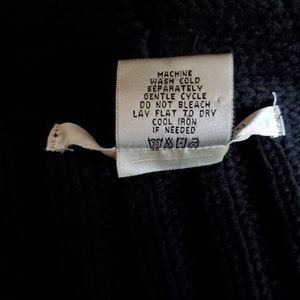 MACHINE
WASH COLD
SEPARATELY
GENTLE CYCLE
DO NOT BLEACH
LAY FLAT TO DRY
COOL IRON
IF NEEDED